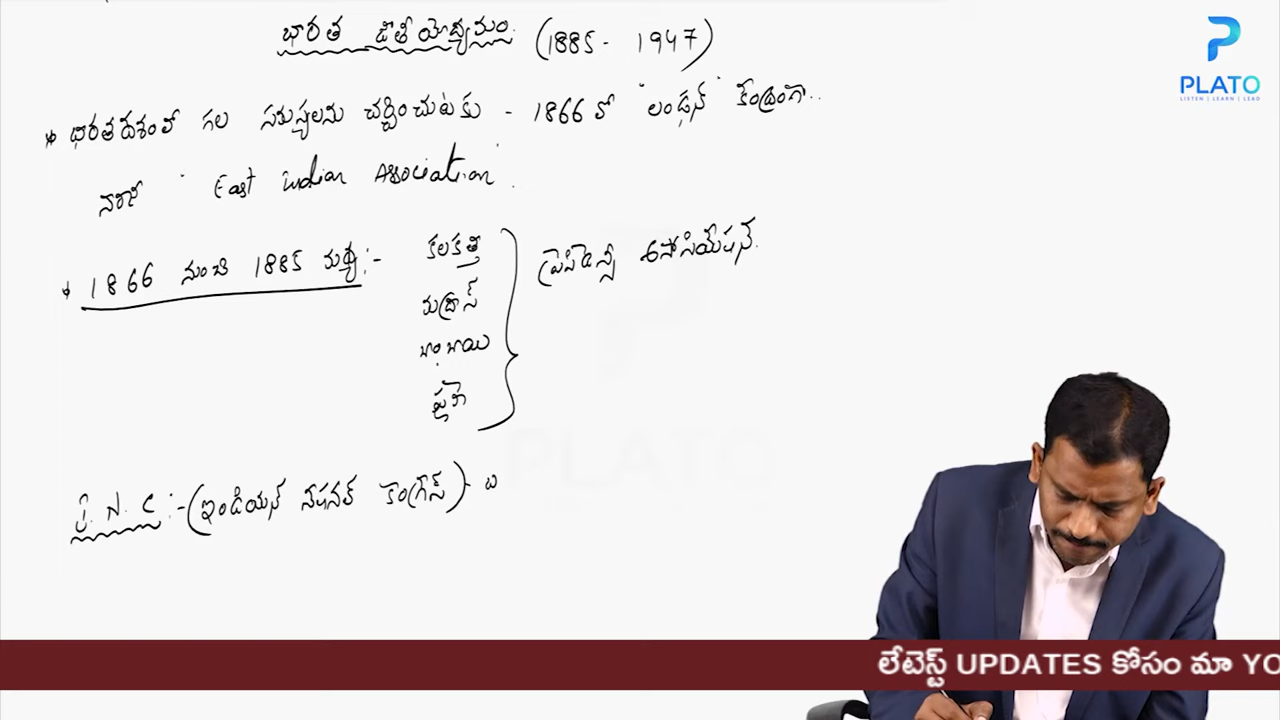 భారత జాతీయోద్యమం (1885 - 1947)
PLATO
LISTEN | LEARN | LEAD
* భారతదేశంలో గల సమస్యలను చర్చించుటకు - 1866 లో "లండన్" కేంద్రంగా..
నౌరోజీ "East Indian Association".
* 1866 నుంచి 1885 మధ్య :-
కలకత్తా
మద్రాస్
బాంబాయి
పూణె
ప్రెసిడెన్సీ అసోసియేషన్.
PLATO
I. N. C :- (ఇండియన్ నేషనల్ కాంగ్రెస్) -
లేటెస్ట్ UPDATES కోసం మా YO